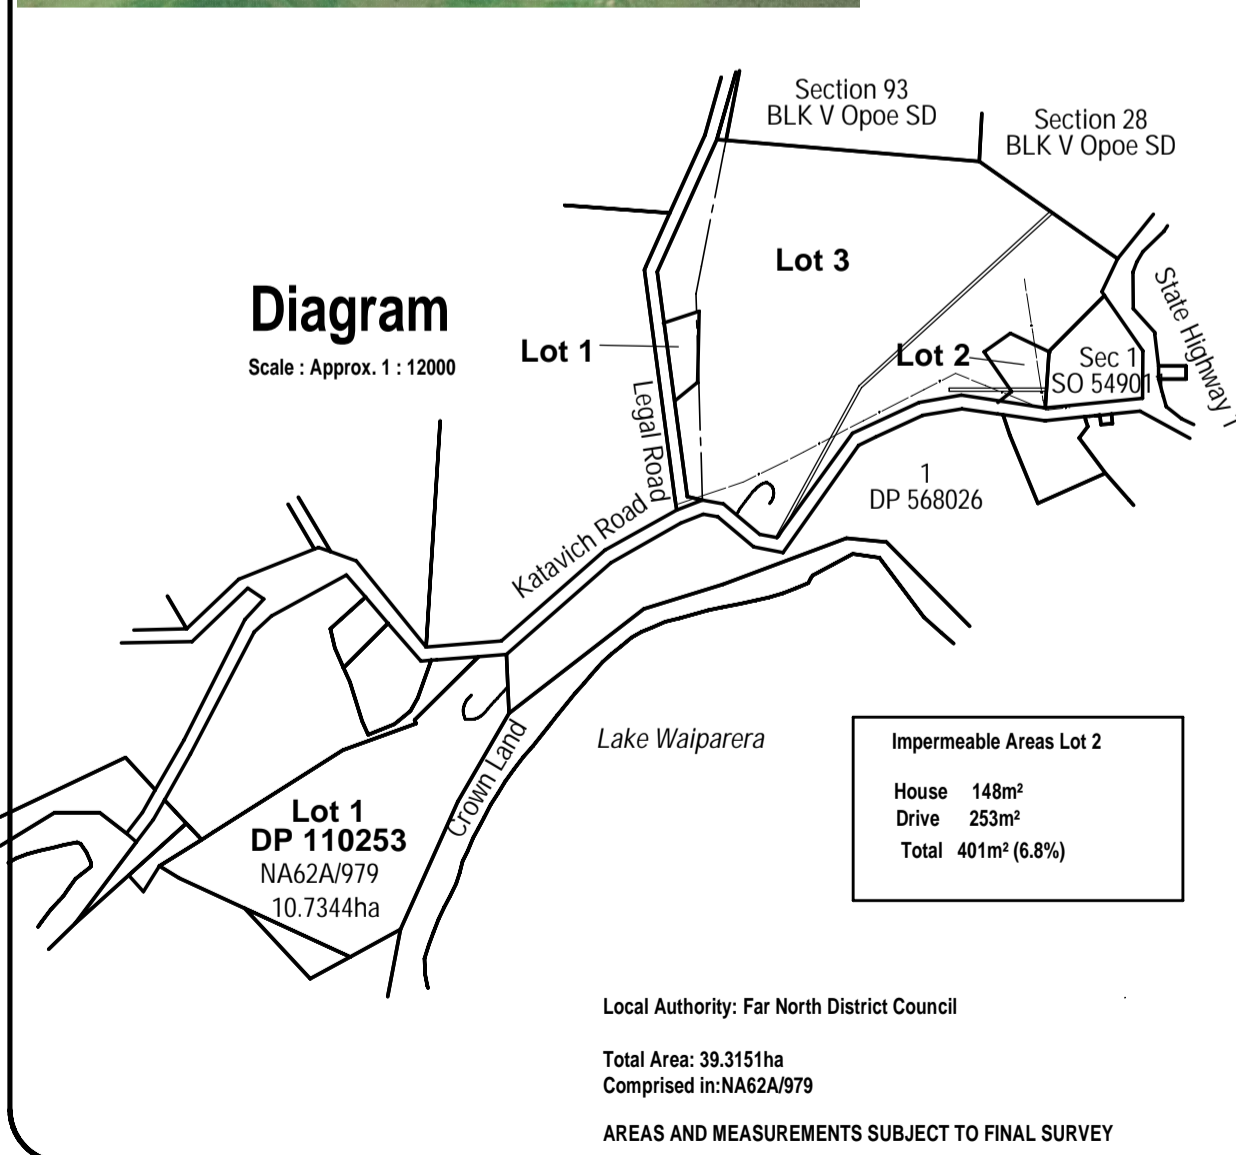 Section 93
BLK V Opoe SD
Section 28
BLK V Opoe SD
Lot 3
Diagram
Scale : Approx. 1 : 12000
Lot 1
Lot 2
Sec 1
SO 54901
State Highway 1
Legal Road
Katavich Road
1
DP 568026
Lake Waiparera
Crown Land
Lot 1
DP 110253
NA62A/979
10.7344ha
Impermeable Areas Lot 2
House 148m²
Drive 253m²
Total 401m² (6.8%)
Local Authority: Far North District Council
Total Area: 39.3151ha
Comprised in:NA62A/979
AREAS AND MEASUREMENTS SUBJECT TO FINAL SURVEY